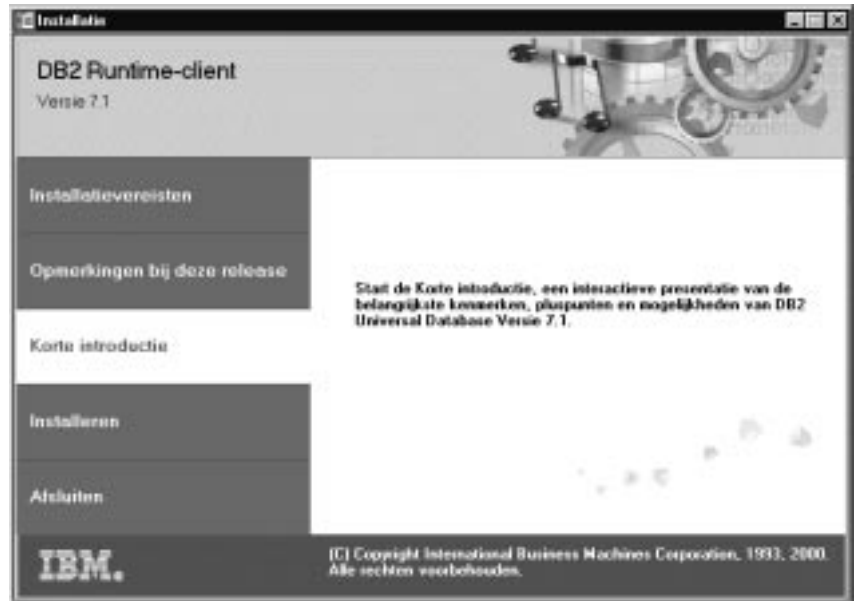 Installatie
DB2 Runtime-client
Versie 7.1
Installatievereisten
Opmerkingen bij deze release
Start de Korte introductie, een interactieve presentatie van de
belangrijkste kenmerken, pluspunten en mogelijkheden van DB2
Universal Database Versie 7.1.
Korte introductie
Installeren
Afsluiten
IBM.
(C) Copyright International Business Machines Corporation, 1993, 2000.
Alle rechten voorbehouden.